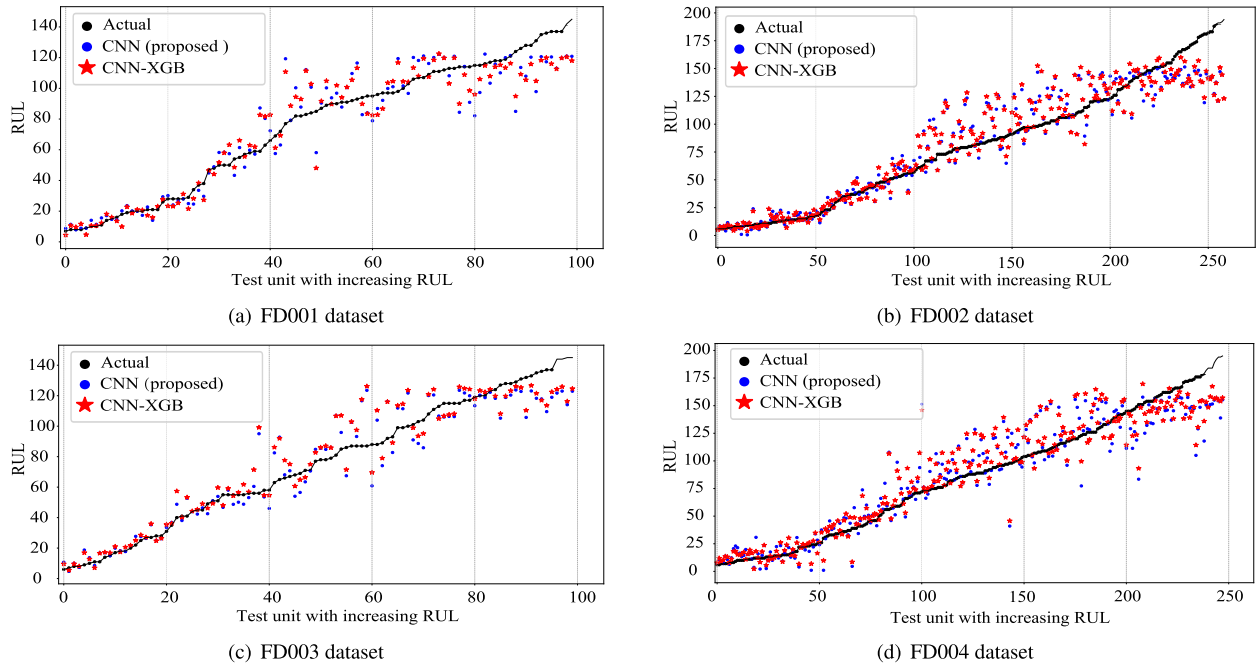 140
120
100
80
60
40
20
0
RUL
Actual
CNN (proposed )
CNN-XGB
0 20 40 60 80 100
Test unit with increasing RUL
(a) FD001 dataset
200
175
150
125
100
75
50
25
0
RUL
Actual
CNN (proposed)
CNN-XGB
0 50 100 150 200 250
Test unit with increasing RUL
(b) FD002 dataset
140
120
100
80
60
40
20
0
RUL
Actual
CNN (proposed)
CNN-XGB
0 20 40 60 80 100
Test unit with increasing RUL
(c) FD003 dataset
200
175
150
125
100
75
50
25
0
RUL
Actual
CNN (proposed)
CNN-XGB
0 50 100 150 200 250
Test unit with increasing RUL
(d) FD004 dataset